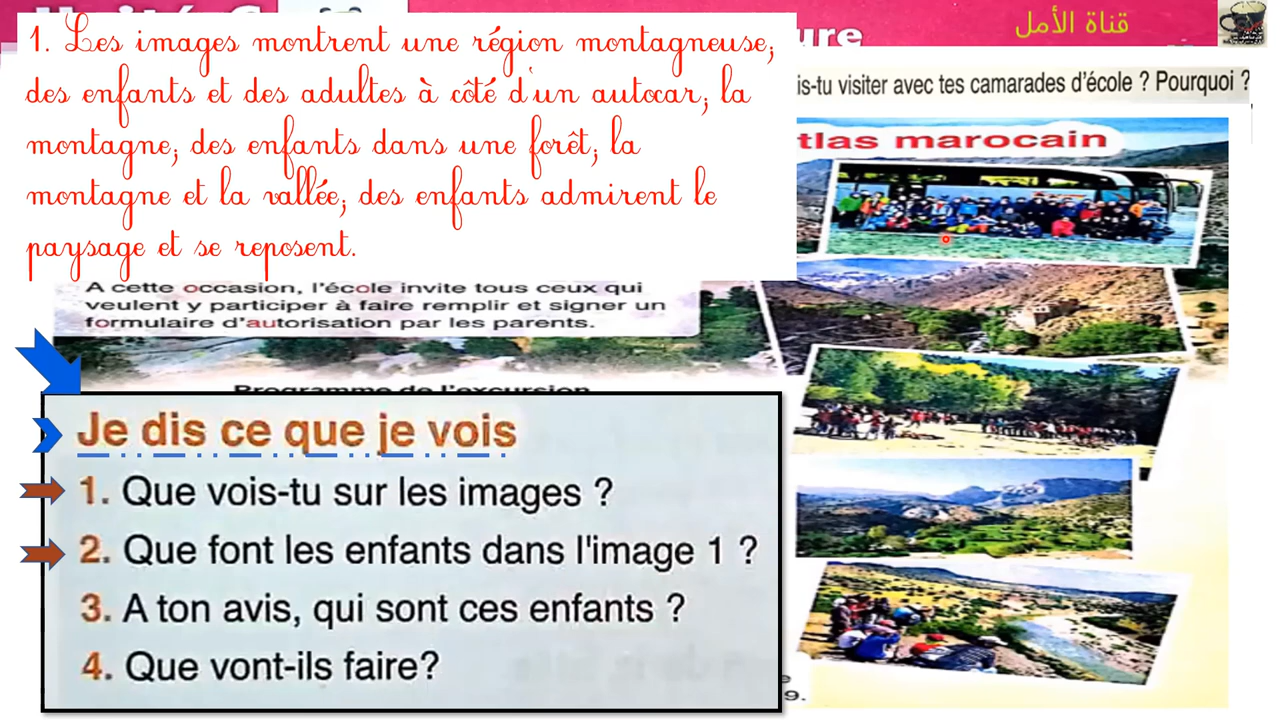 قناة الأمل
ure
1. Les images montrent une région montagneuse;
des enfants et des adultes à côté d'un autocar; la
montagne; des enfants dans une forêt; la
montagne et la vallée; des enfants admirent le
paysage et se reposent.
is-tu visiter avec tes camarades d'école ? Pourquoi ?
tlas marocain
A cette occasion, l'école invite tous ceux qui
veulent y participer à faire remplir et signer un
formulaire d'autorisation par les parents.
Programme de l'excursion
Je dis ce que je vois
1. Que vois-tu sur les images ?
2. Que font les enfants dans l'image 1 ?
3. A ton avis, qui sont ces enfants ?
4. Que vont-ils faire?
e
9.